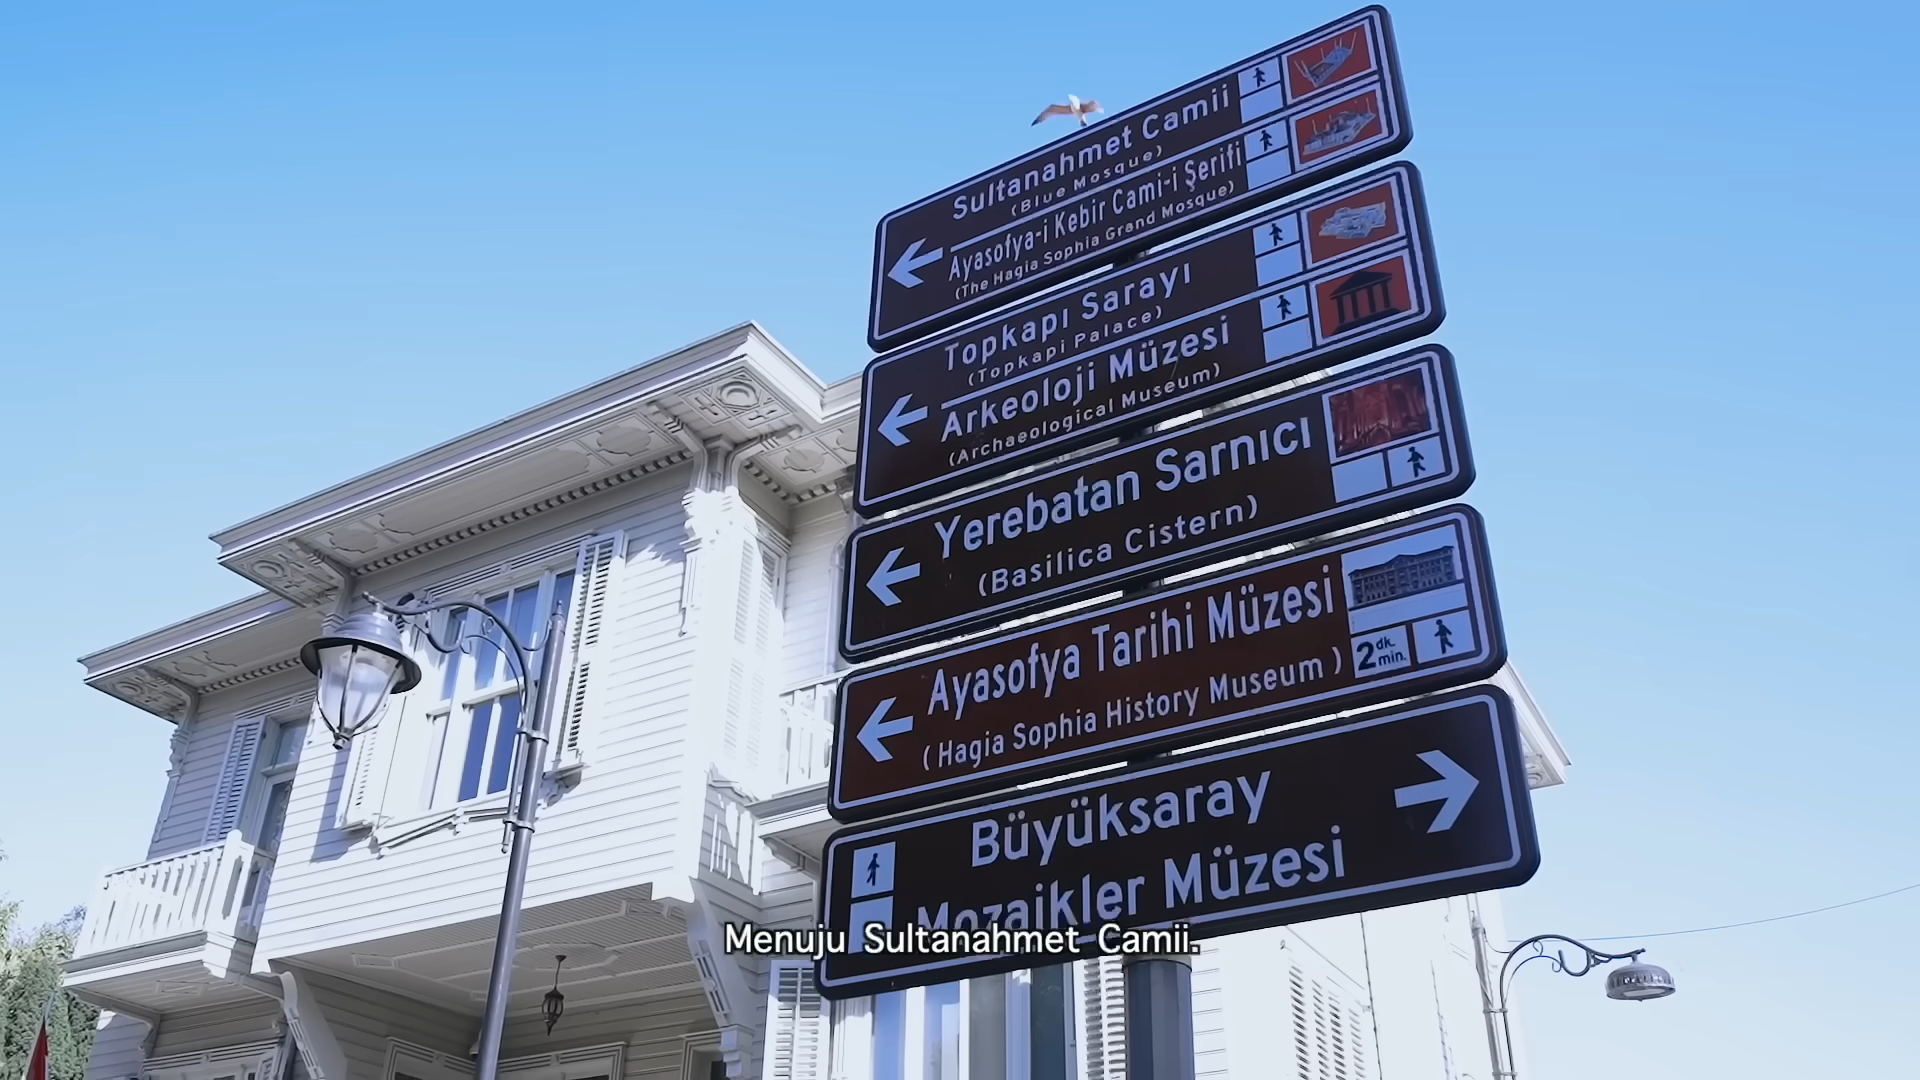 Sultanahmet Camii
(Blue Mosque)
Ayasofya-i Kebir Cami-i Şerifi
(The Hagia Sophia Grand Mosque)
Topkapı Sarayı
(Topkapi Palace)
Arkeoloji Müzesi
(Archaeological Museum)
Yerebatan Sarnıcı
(Basilica Cistern)
Ayasofya Tarihi Müzesi
2 dk. min.
(Hagia Sophia History Museum)
Büyüksaray
Mozaikler Müzesi
Menuju Sultanahmet Camii.